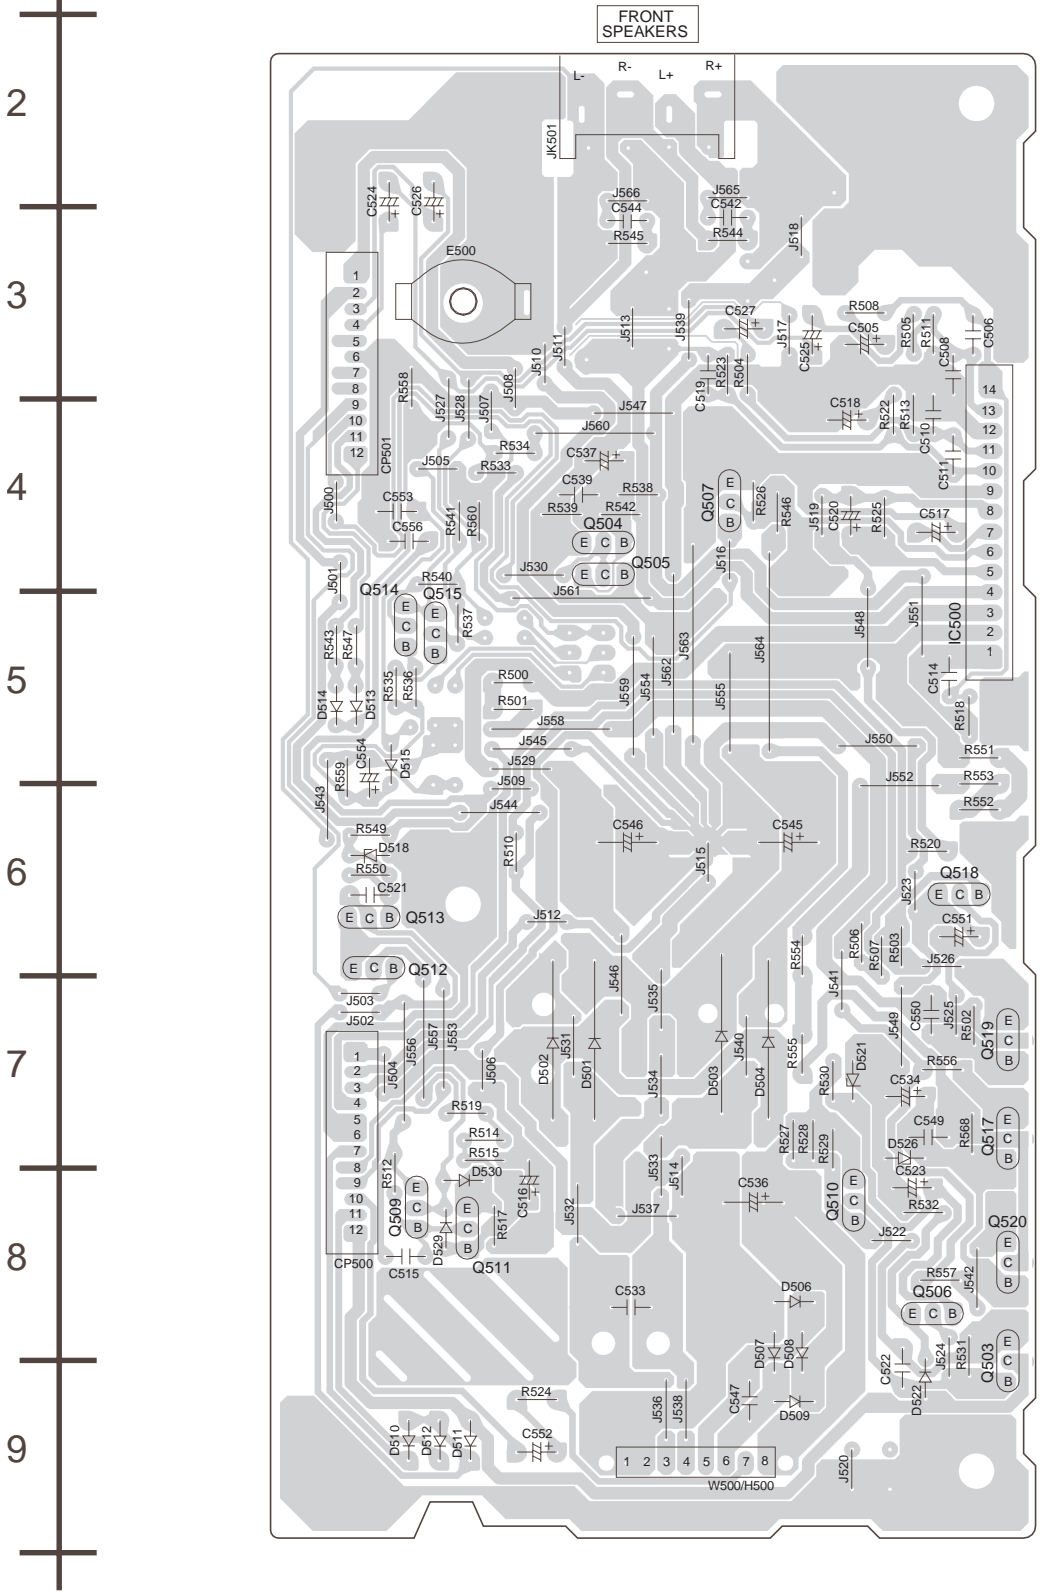 FRONT
SPEAKERS
2
L-
R-
L+
R+
JK501
C524
C526
J566
C544
R545
J565
C542
R544
J518
3
E500
1
2
3
4
5
6
7
8
9
10
11
12
CP501
J513
J539
C527
J517
C525
R508
C505
R505
R511
C508
C506
J511
J510
J508
R558
J527
J528
J507
C519
R523
R504
J547
J560
C518
R522
R513
C510
C511
14
13
12
11
10
9
8
7
6
5
4
3
2
1
IC500
4
R534
J505
R533
C537
C539
R538
R539
R542
Q504
E C B
Q505
E C B
Q507
E
C
B
R526
R546
J519
C520
R525
C517
J500
C553
C556
R541
R560
J516
J501
R540
J530
J561
Q514
E
C
B
Q515
E
C
B
R537
J548
J551
5
R543
R547
R535
R536
D514
D513
R500
R501
J558
J559
J554
J562
J563
J555
J564
C514
R518
C554
D515
R559
J543
J545
J529
J509
J544
J550
J552
R551
R553
R552
6
R549
D518
R550
C521
E C B
Q513
R510
C546
J515
C545
R520
J523
Q518
E C B
C551
J512
E C B
Q512
J546
J535
R554
R506
R507
R503
J526
J541
J503
J502
7
1
2
3
4
5
6
7
8
9
10
11
12
CP500
J504
J556
J557
J553
J506
D502
J531
D501
J534
D503
J540
D504
R555
R530
D521
J549
C550
J525
R502
Q519
E
C
B
R556
C534
R519
R514
R515
D530
R512
C516
J533
J514
R527
R528
R529
D526
C549
R568
Q517
E
C
B
C523
R532
8
Q509
E
C
B
D529
E
C
B
Q511
R517
C515
J532
J537
C536
Q510
E
C
B
J522
Q520
E
C
B
R557
J542
Q506
E C B
C533
D506
D507
D508
D509
C547
C522
D522
J524
R531
Q503
E
C
B
9
R524
D510
D512
D511
C552
J536
J538
1 2 3 4 5 6 7 8
W500/H500
J520